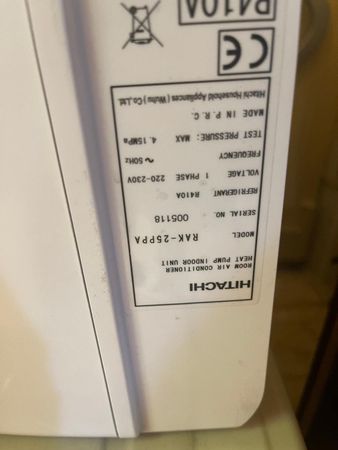 HITACHI
ROOM AIR CONDITIONER
HEAT PUMP INDOOR UNIT
MODEL RAK-25PPA
SERIAL NO. 005118
REFRIGERANT R410A
VOLTAGE 1 PHASE 220-230V
FREQUENCY ~ 50Hz
TEST PRESSURE: MAX 4.15MPa
MADE IN P.R.C.
Hitachi Household Appliances (Wuhu) Co.,Ltd.
CE
R410A